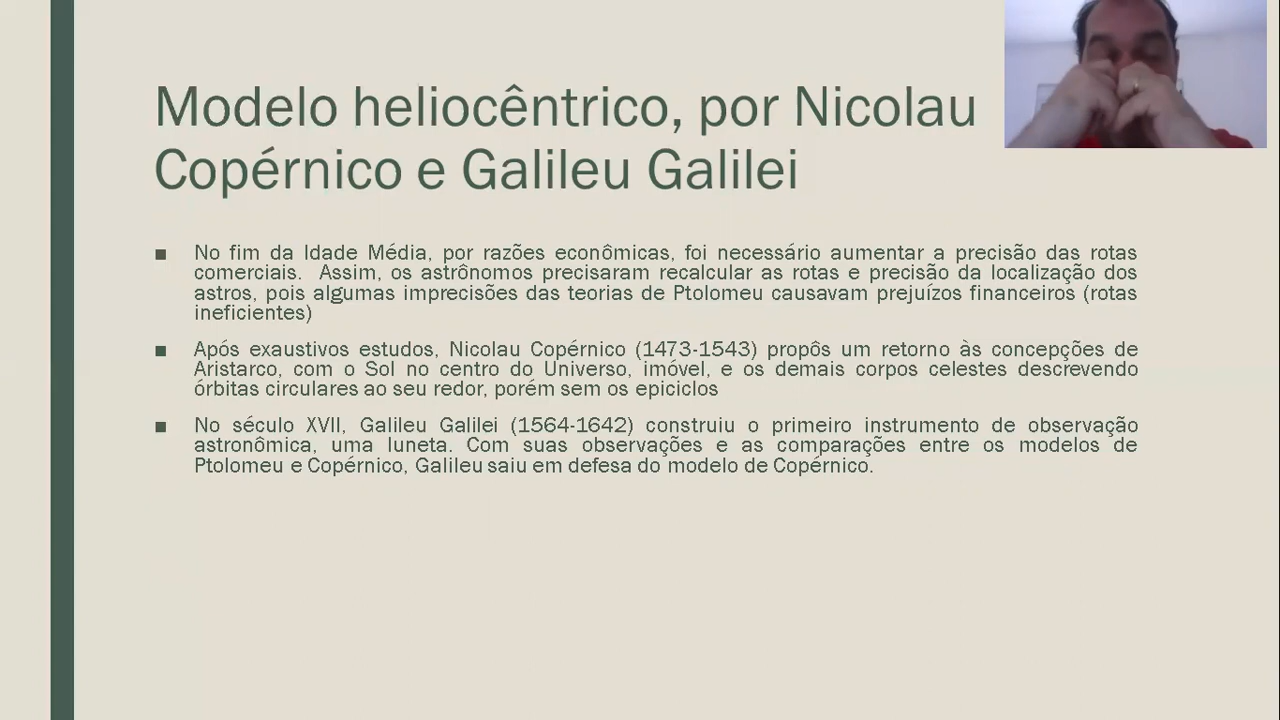 Modelo heliocêntrico, por Nicolau
Copérnico e Galileu Galilei
■ No fim da Idade Média, por razões econômicas, foi necessário aumentar a precisão das rotas
comerciais. Assim, os astrônomos precisaram recalcular as rotas e precisão da localização dos
astros, pois algumas imprecisões das teorias de Ptolomeu causavam prejuízos financeiros (rotas
ineficientes)
■ Após exaustivos estudos, Nicolau Copérnico (1473-1543) propôs um retorno às concepções de
Aristarco, com o Sol no centro do Universo, imóvel, e os demais corpos celestes descrevendo
órbitas circulares ao seu redor, porém sem os epiciclos
■ No século XVII, Galileu Galilei (1564-1642) construiu o primeiro instrumento de observação
astronômica, uma luneta. Com suas observações e as comparações entre os modelos de
Ptolomeu e Copérnico, Galileu saiu em defesa do modelo de Copérnico.